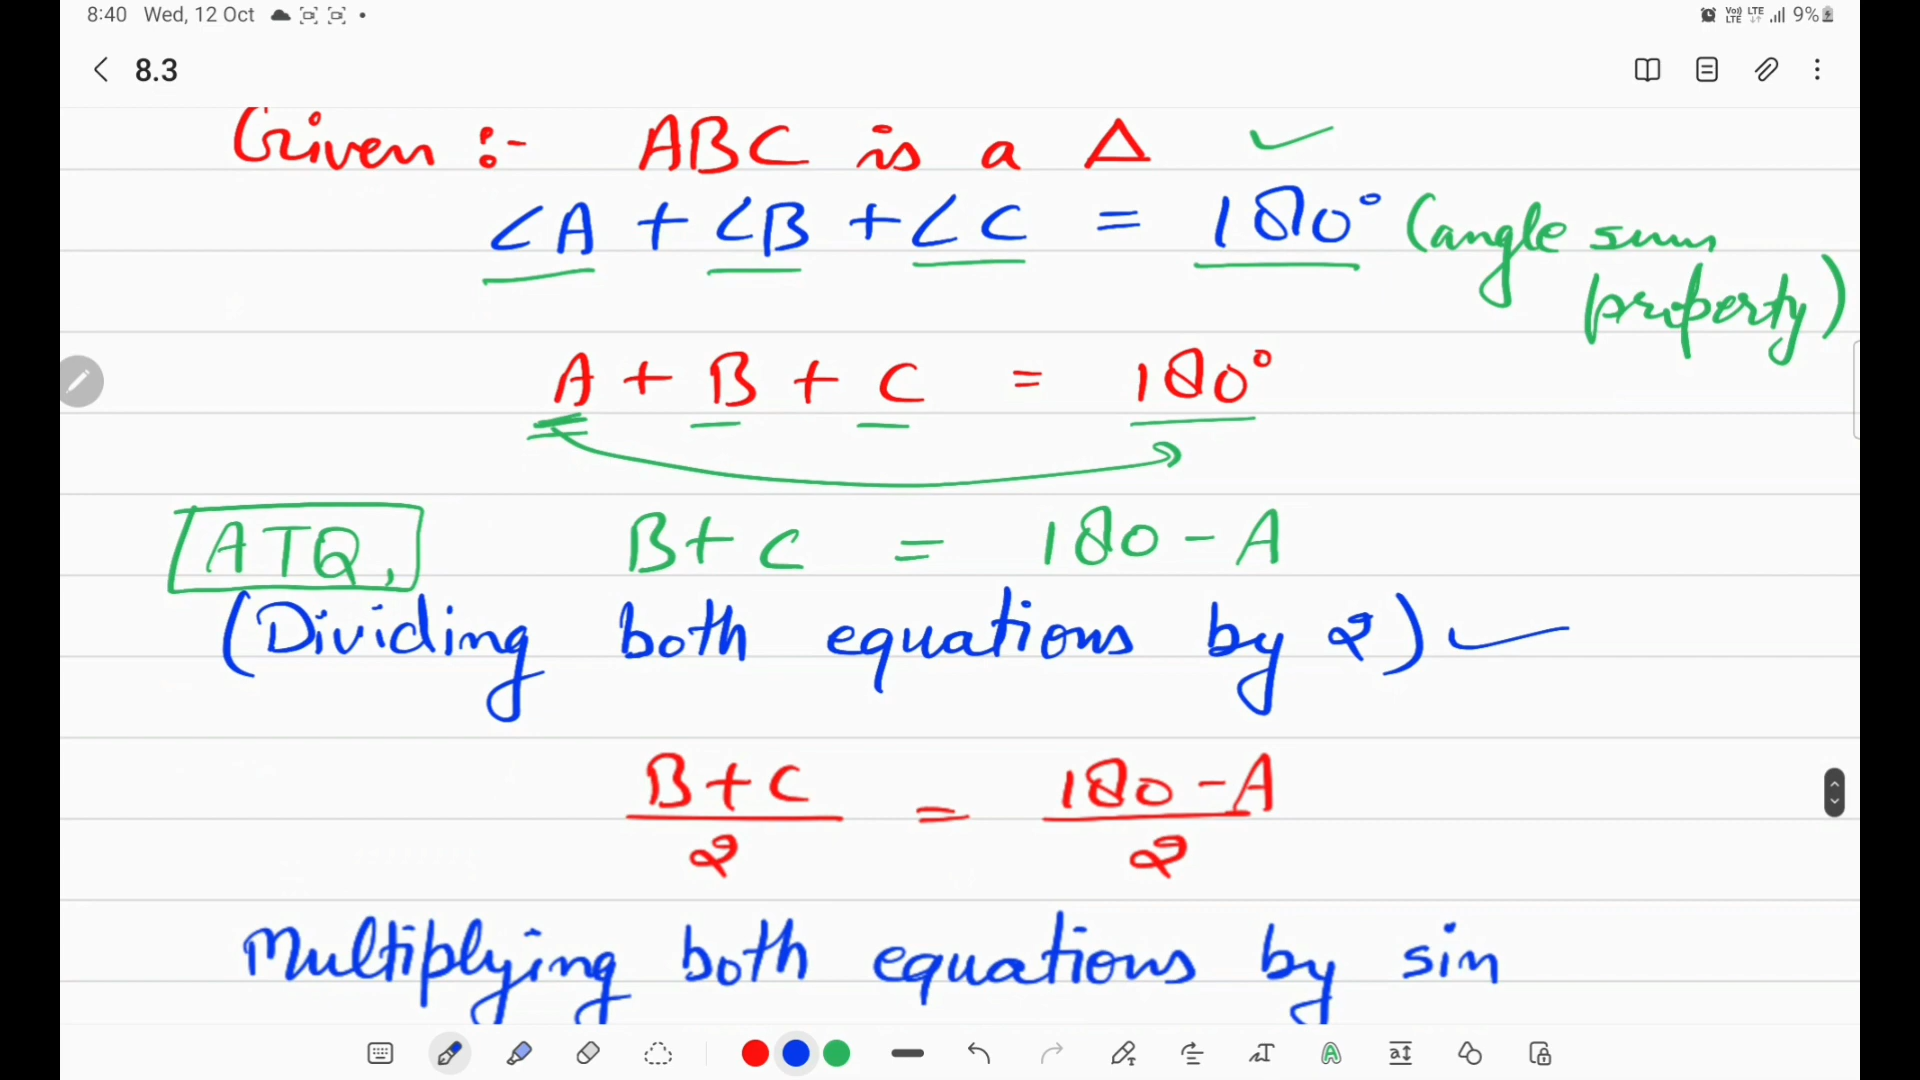 8:40 Wed, 12 Oct 9%
8.3
Given :- ABC is a Δ ✓
∠A + ∠B + ∠C = 180° (angle sum
property)
A + B + C = 180°
ATQ, B + C = 180 - A
(Dividing both equations by 2) ✓
B + C / 2 = 180 - A / 2
Multiplying both equations by sin